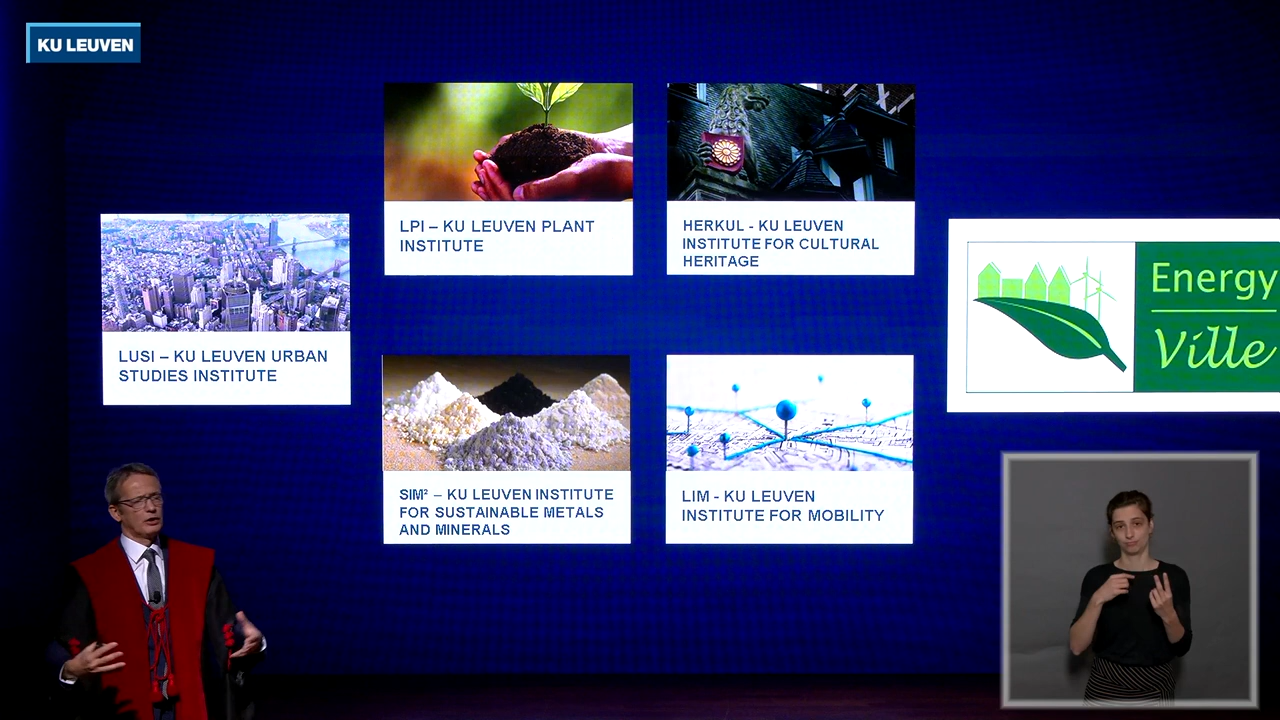 KU LEUVEN
LPI – KU LEUVEN PLANT
INSTITUTE
HERKUL - KU LEUVEN
INSTITUTE FOR CULTURAL
HERITAGE
LUSI – KU LEUVEN URBAN
STUDIES INSTITUTE
Energy
Ville
SIM² – KU LEUVEN INSTITUTE
FOR SUSTAINABLE METALS
AND MINERALS
LIM - KU LEUVEN
INSTITUTE FOR MOBILITY